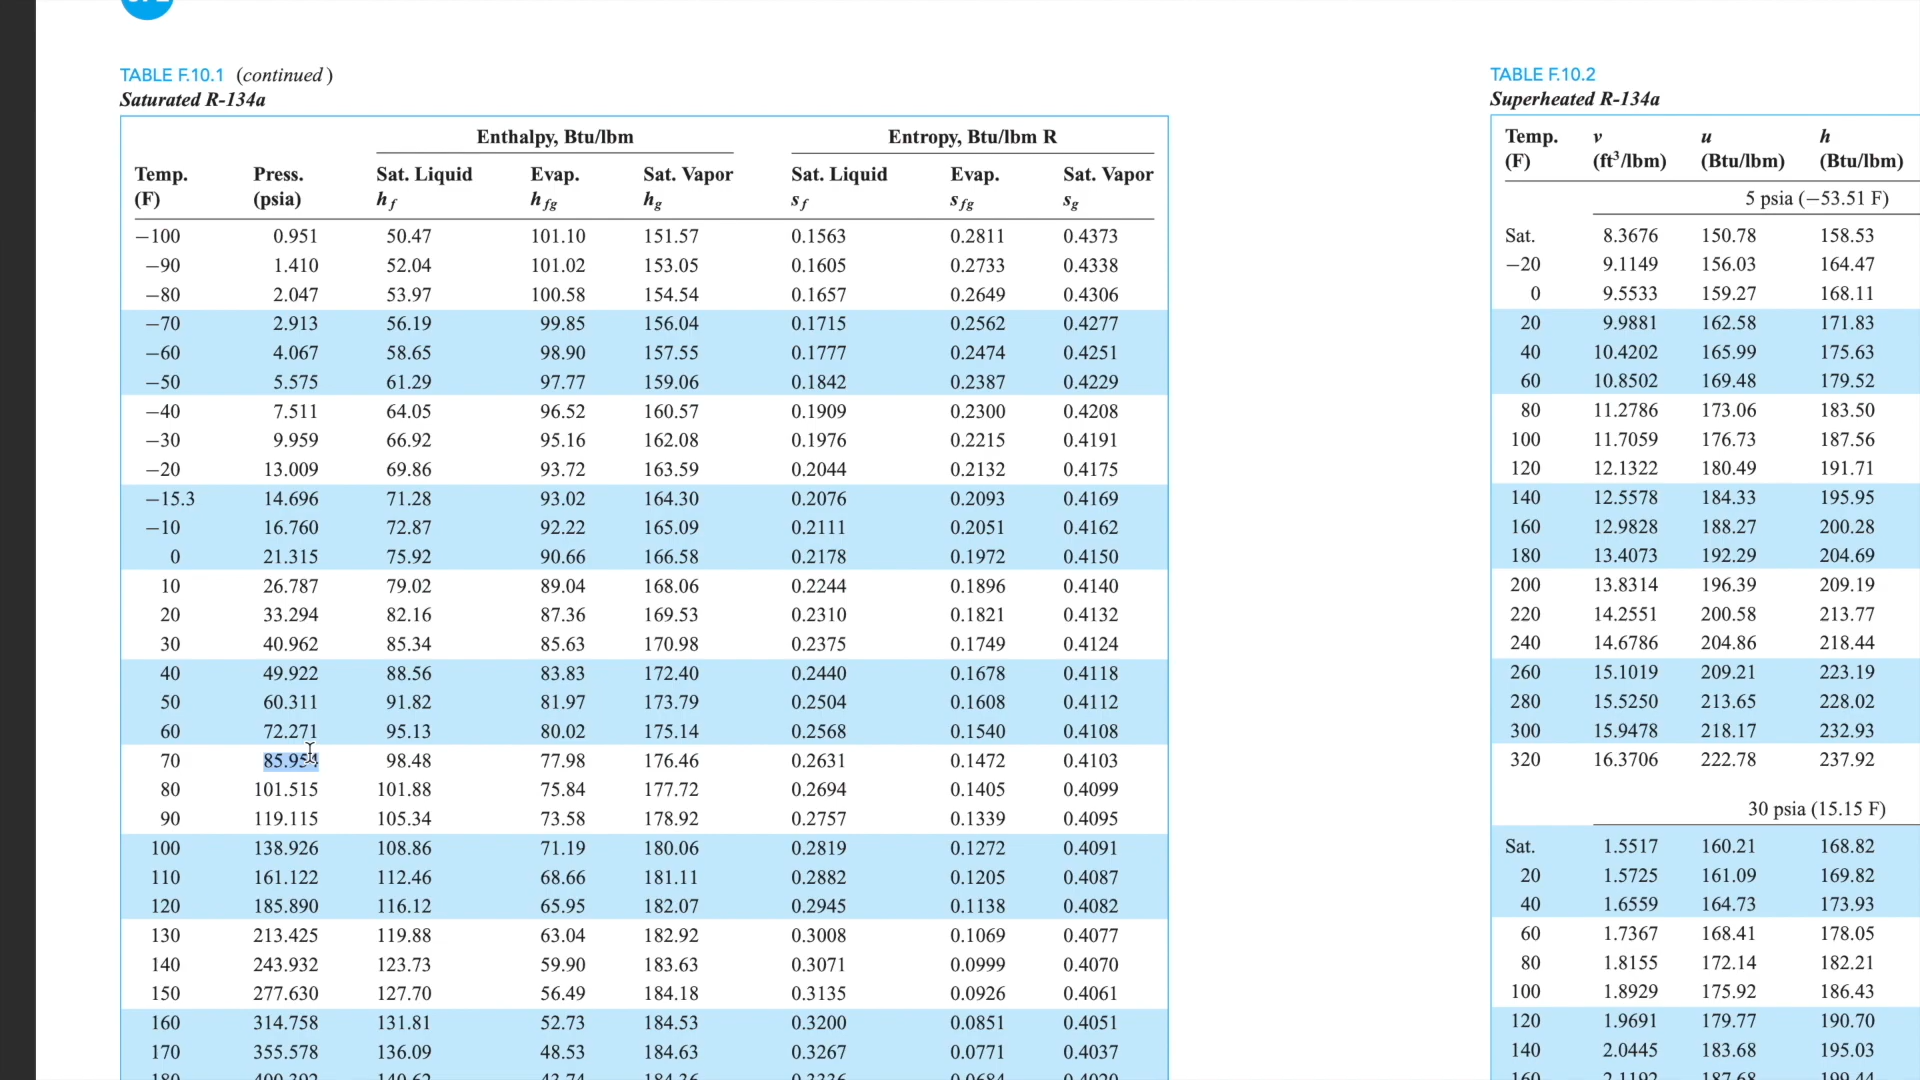 TABLE F.10.1 (continued)
Saturated R-134a
Enthalpy, Btu/lbm Entropy, Btu/lbm R
Temp. Press. Sat. Liquid Evap. Sat. Vapor Sat. Liquid Evap. Sat. Vapor
(F) (psia) hf hfg hg sf sfg sg
−100 0.951 50.47 101.10 151.57 0.1563 0.2811 0.4373
−90 1.410 52.04 101.02 153.05 0.1605 0.2733 0.4338
−80 2.047 53.97 100.58 154.54 0.1657 0.2649 0.4306
−70 2.913 56.19 99.85 156.04 0.1715 0.2562 0.4277
−60 4.067 58.65 98.90 157.55 0.1777 0.2474 0.4251
−50 5.575 61.29 97.77 159.06 0.1842 0.2387 0.4229
−40 7.511 64.05 96.52 160.57 0.1909 0.2300 0.4208
−30 9.959 66.92 95.16 162.08 0.1976 0.2215 0.4191
−20 13.009 69.86 93.72 163.59 0.2044 0.2132 0.4175
−15.3 14.696 71.28 93.02 164.30 0.2076 0.2093 0.4169
−10 16.760 72.87 92.22 165.09 0.2111 0.2051 0.4162
0 21.315 75.92 90.66 166.58 0.2178 0.1972 0.4150
10 26.787 79.02 89.04 168.06 0.2244 0.1896 0.4140
20 33.294 82.16 87.36 169.53 0.2310 0.1821 0.4132
30 40.962 85.34 85.63 170.98 0.2375 0.1749 0.4124
40 49.922 88.56 83.83 172.40 0.2440 0.1678 0.4118
50 60.311 91.82 81.97 173.79 0.2504 0.1608 0.4112
60 72.271 95.13 80.02 175.14 0.2568 0.1540 0.4108
70 85.954 98.48 77.98 176.46 0.2631 0.1472 0.4103
80 101.515 101.88 75.84 177.72 0.2694 0.1405 0.4099
90 119.115 105.34 73.58 178.92 0.2757 0.1339 0.4095
100 138.926 108.86 71.19 180.06 0.2819 0.1272 0.4091
110 161.122 112.46 68.66 181.11 0.2882 0.1205 0.4087
120 185.890 116.12 65.95 182.07 0.2945 0.1138 0.4082
130 213.425 119.88 63.04 182.92 0.3008 0.1069 0.4077
140 243.932 123.73 59.90 183.63 0.3071 0.0999 0.4070
150 277.630 127.70 56.49 184.18 0.3135 0.0926 0.4061
160 314.758 131.81 52.73 184.53 0.3200 0.0851 0.4051
170 355.578 136.09 48.53 184.63 0.3267 0.0771 0.4037
TABLE F.10.2
Superheated R-134a
Temp. v u h
(F) (ft³/lbm) (Btu/lbm) (Btu/lbm)
5 psia (−53.51 F)
Sat. 8.3676 150.78 158.53
−20 9.1149 156.03 164.47
0 9.5533 159.27 168.11
20 9.9881 162.58 171.83
40 10.4202 165.99 175.63
60 10.8502 169.48 179.52
80 11.2786 173.06 183.50
100 11.7059 176.73 187.56
120 12.1322 180.49 191.71
140 12.5578 184.33 195.95
160 12.9828 188.27 200.28
180 13.4073 192.29 204.69
200 13.8314 196.39 209.19
220 14.2551 200.58 213.77
240 14.6786 204.86 218.44
260 15.1019 209.21 223.19
280 15.5250 213.65 228.02
300 15.9478 218.17 232.93
320 16.3706 222.78 237.92
30 psia (15.15 F)
Sat. 1.5517 160.21 168.82
20 1.5725 161.09 169.82
40 1.6559 164.73 173.93
60 1.7367 168.41 178.05
80 1.8155 172.14 182.21
100 1.8929 175.92 186.43
120 1.9691 179.77 190.70
140 2.0445 183.68 195.03
160 2.1192 187.68 199.44